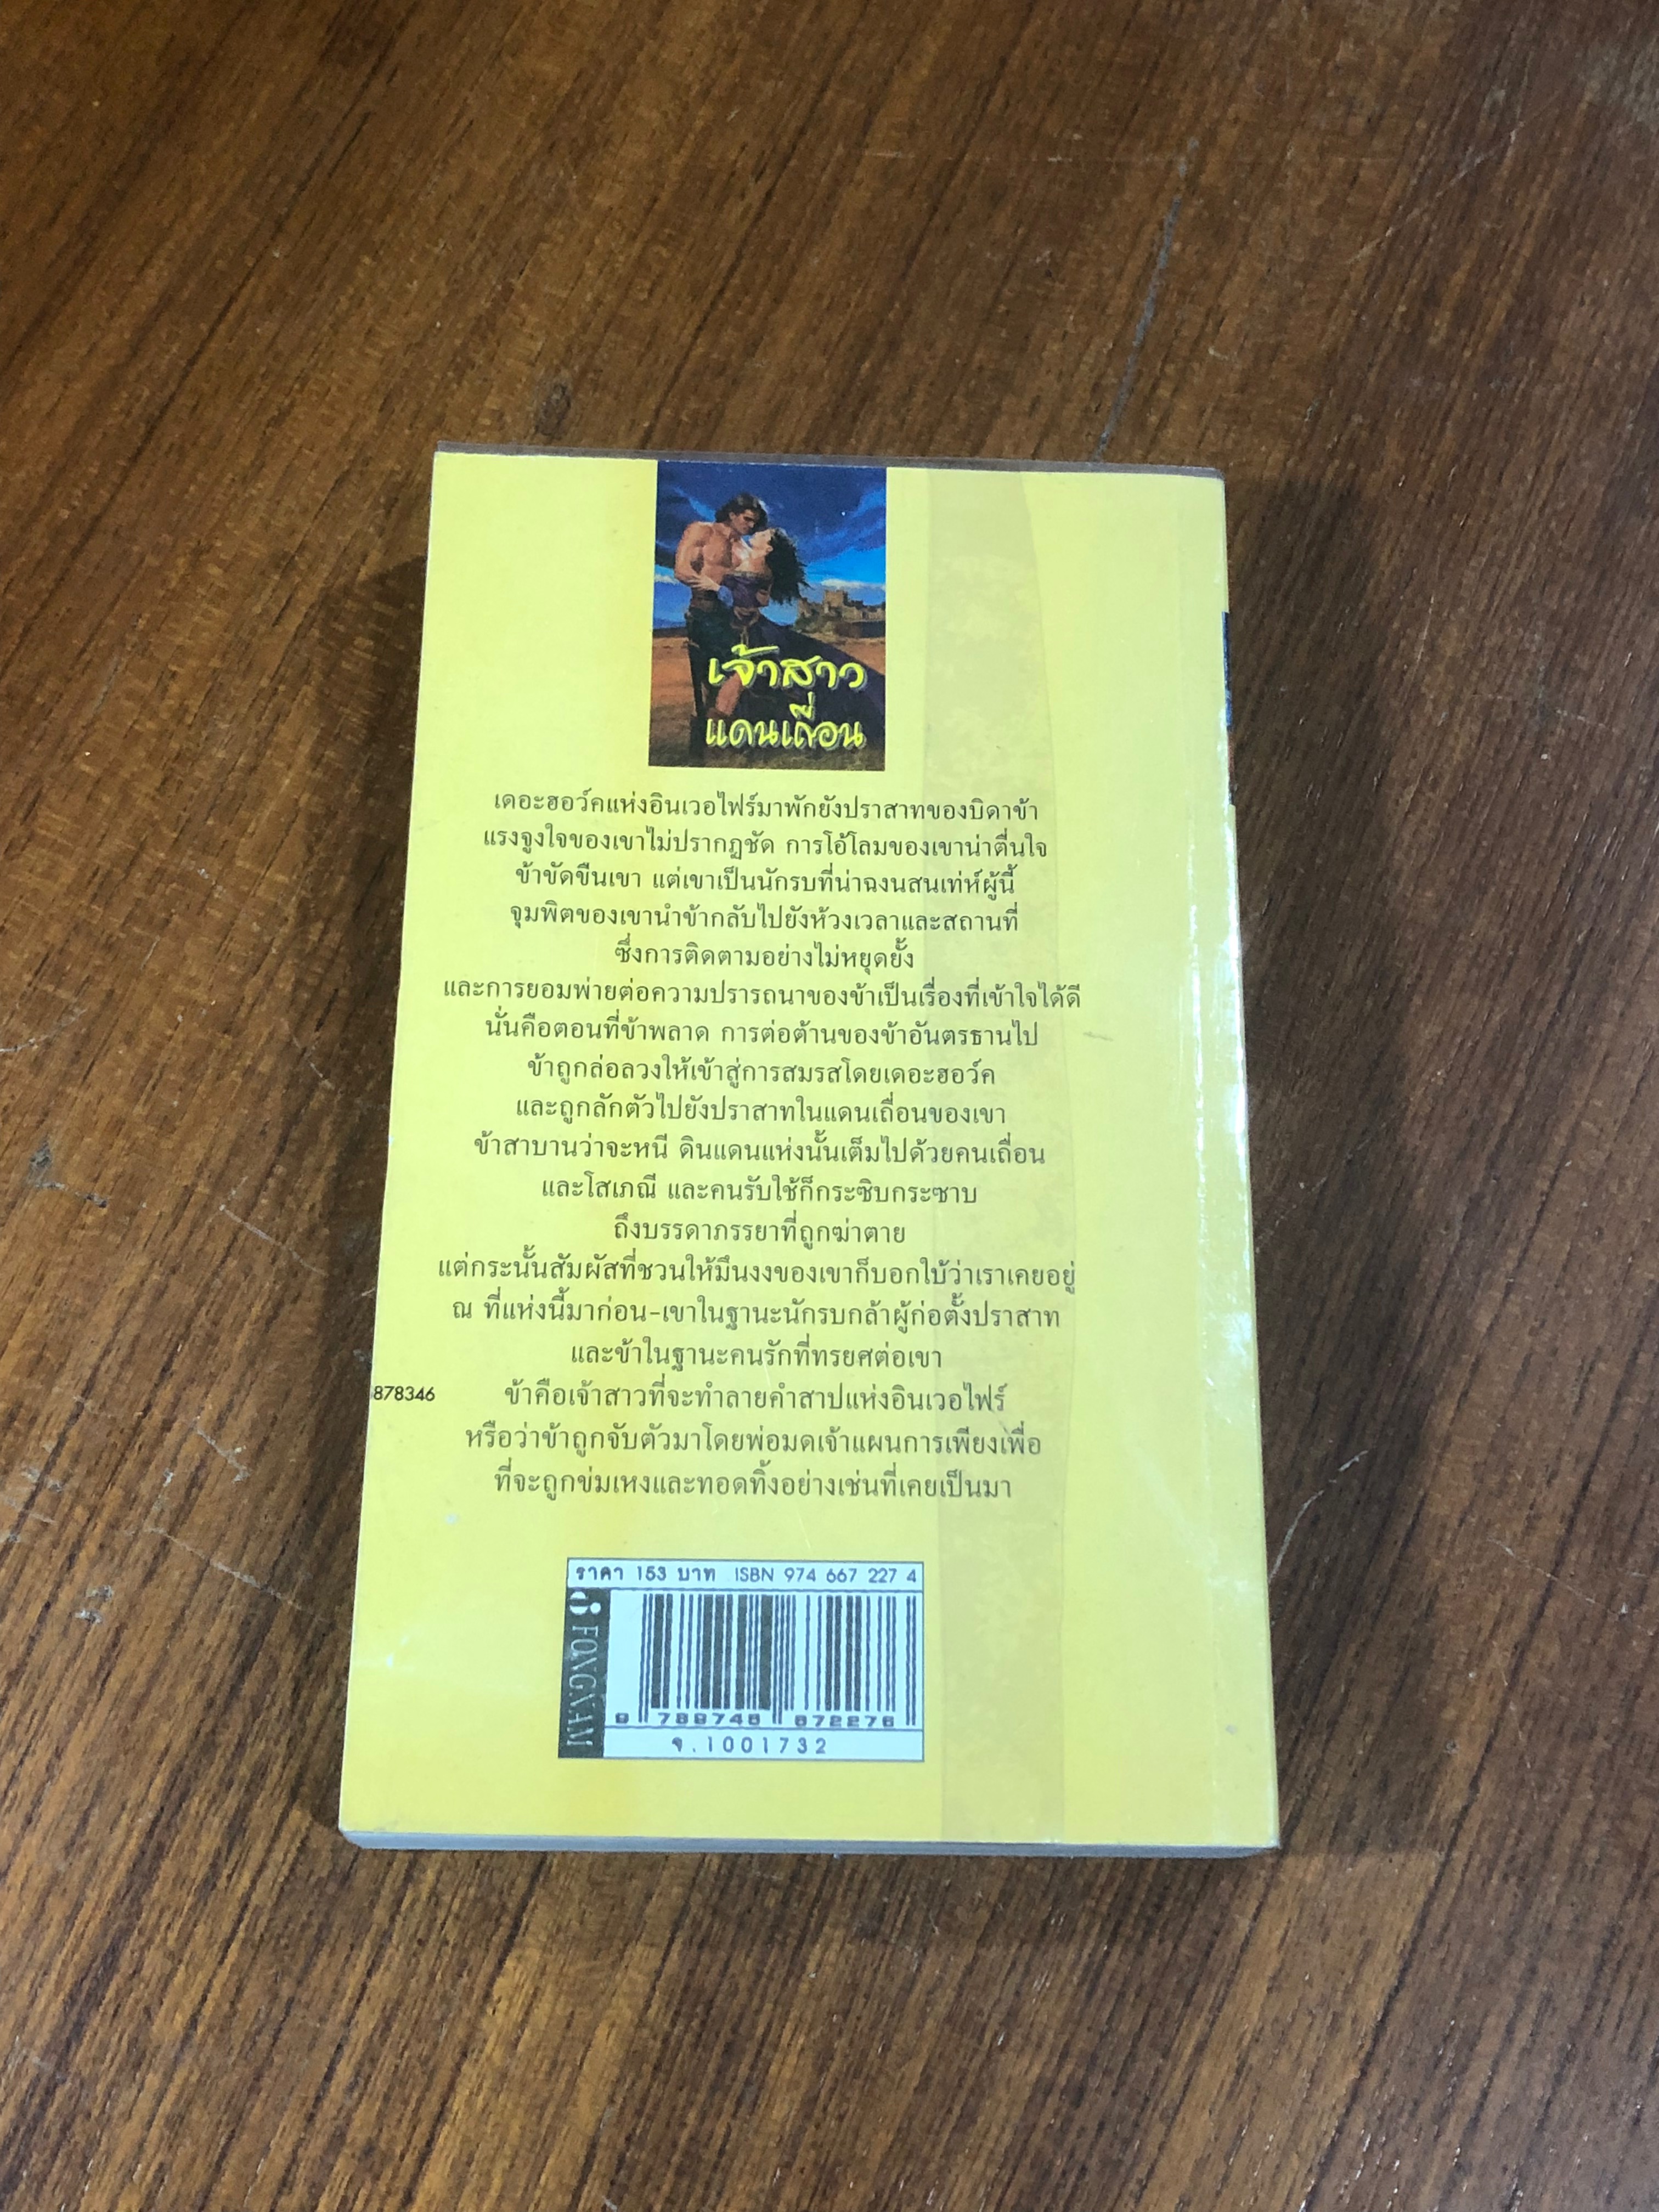 เจ้าสาว
แดนเถื่อน
เดอะฮอว์คแห่งอินเวอไฟร์มาพักยังปราสาทของบิดาข้า
แรงจูงใจของเขาไม่ปรากฏชัด การโอ้โลมของเขาน่าตื่นใจ
ข้าขัดขืนเขา แต่เขาเป็นนักรบที่น่าฉงนสนเท่ห์ผู้นี้
จุมพิตของเขานำข้ากลับไปยังห้วงเวลาและสถานที่
ซึ่งการติดตามอย่างไม่หยุดยั้ง
และการยอมพ่ายต่อความปรารถนาของข้าเป็นเรื่องที่เข้าใจได้ดี
นั่นคือตอนที่ข้าพลาด การต่อต้านของข้าอันตรธานไป
ข้าถูกล่อลวงให้เข้าสู่การสมรสโดยเดอะฮอว์ค
และถูกลักตัวไปยังปราสาทในแดนเถื่อนของเขา
ข้าสาบานว่าจะหนี ดินแดนแห่งนั้นเต็มไปด้วยคนเถื่อน
และโสเภณี และคนรับใช้ก็กระซิบกระซาบ
ถึงบรรดาภรรยาที่ถูกฆ่าตาย
แต่กระนั้นสัมผัสที่ชวนให้มึนงงของเขาก็บอกใบ้ว่าเราเคยอยู่
ณ ที่แห่งนี้มาก่อน-เขาในฐานะนักรบกล้าผู้ก่อตั้งปราสาท
และข้าในฐานะคนรักที่ทรยศต่อเขา
878346
ข้าคือเจ้าสาวที่จะทำลายคำสาปแห่งอินเวอไฟร์
หรือว่าข้าถูกจับตัวมาโดยพ่อมดเจ้าแผนการเพียงเพื่อ
ที่จะถูกข่มเหงและทอดทิ้งอย่างเช่นที่เคยเป็นมา
ราคา 153 บาท ISBN 974 667 227 4
FONGNAM
9 789746 672276
จ.1001732